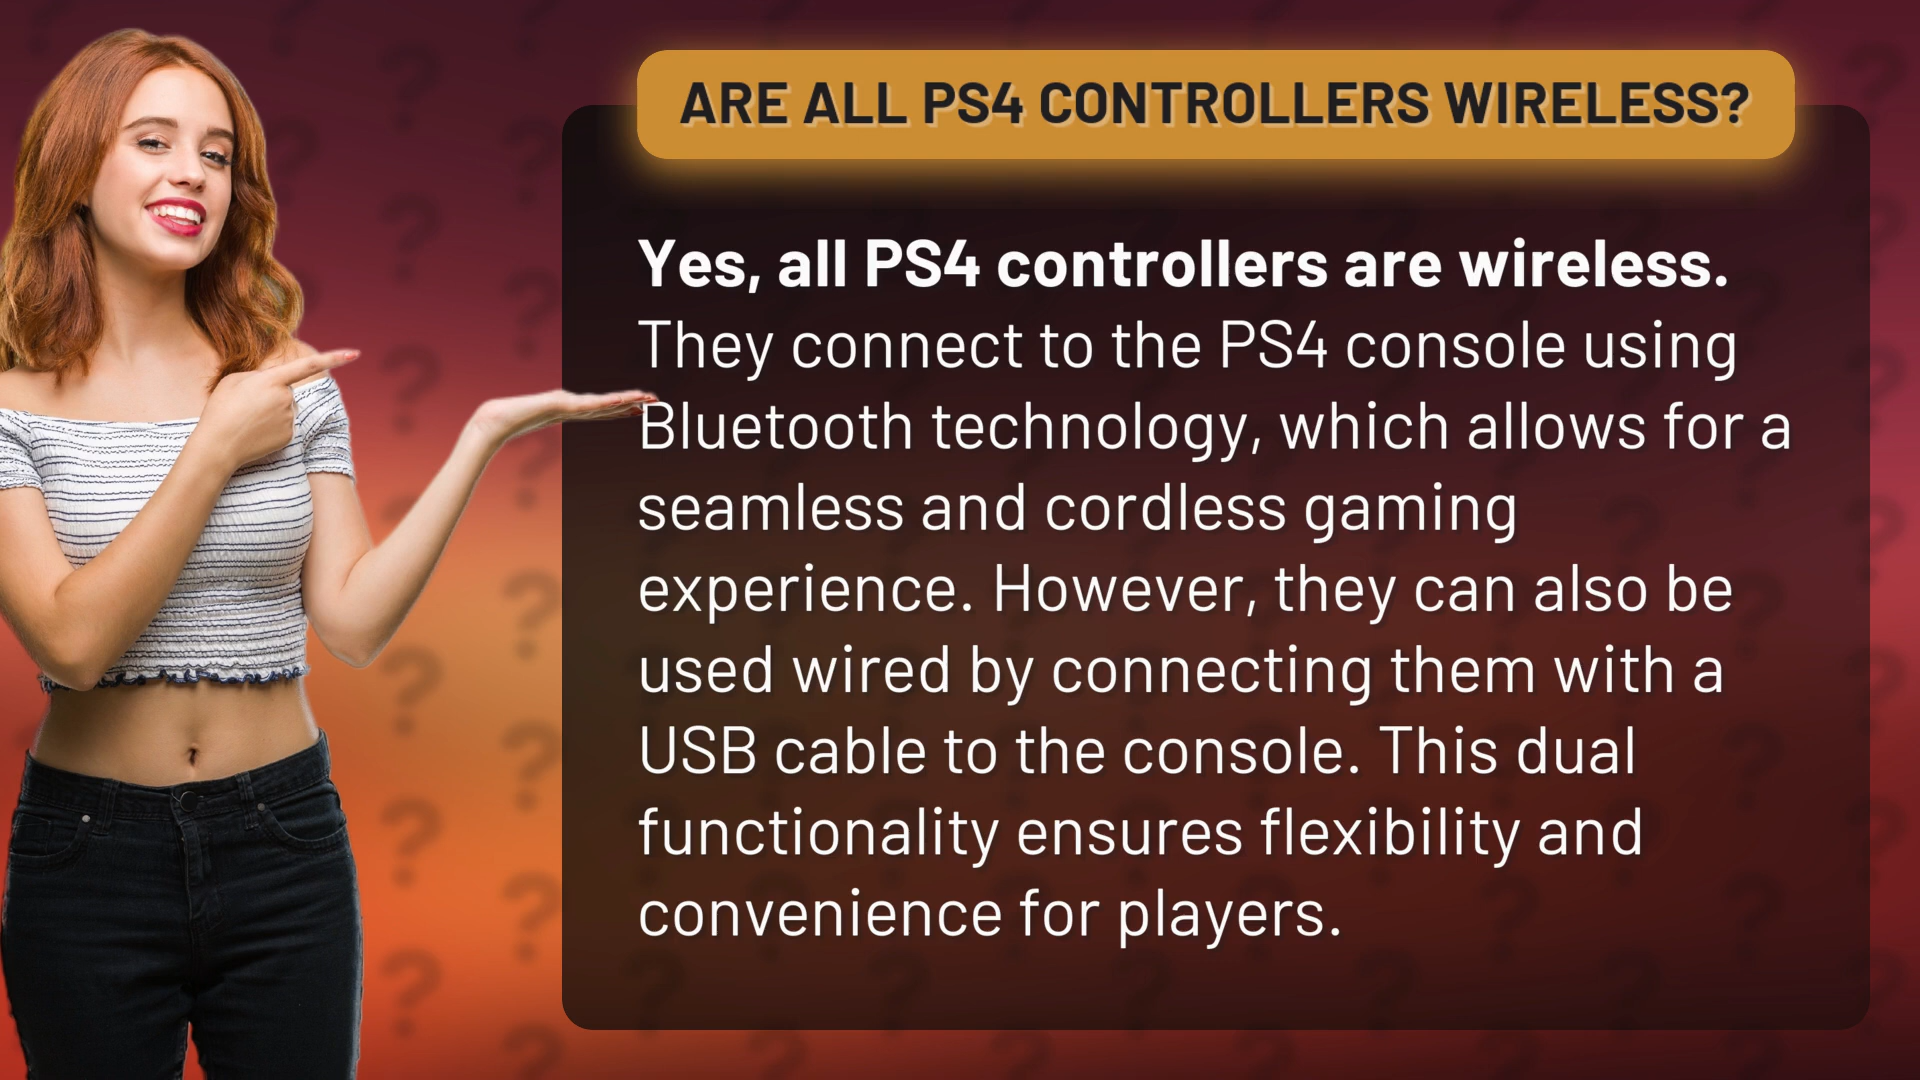 ARE ALL PS4 CONTROLLERS WIRELESS?
Yes, all PS4 controllers are wireless.
They connect to the PS4 console using
Bluetooth technology, which allows for a
seamless and cordless gaming
experience. However, they can also be
used wired by connecting them with a
USB cable to the console. This dual
functionality ensures flexibility and
convenience for players.